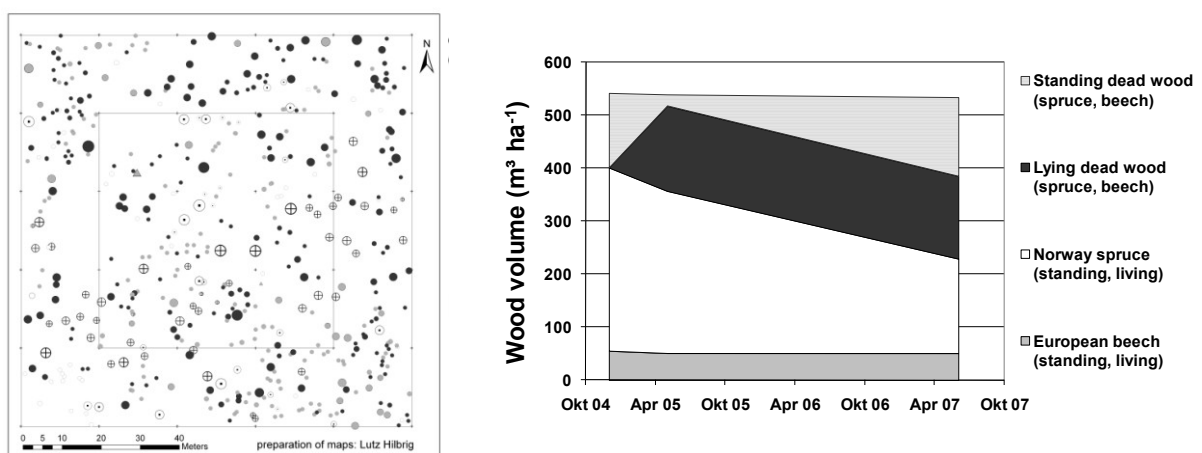 N
0 5 10 20 30 40
Meters
preparation of maps: Lutz Hilbrig
Wood volume (m³ ha⁻¹)
600
500
400
300
200
100
0
Okt 04 Apr 05 Okt 05 Apr 06 Okt 06 Apr 07 Okt 07
Standing dead wood
(spruce, beech)
Lying dead wood
(spruce, beech)
Norway spruce
(standing, living)
European beech
(standing, living)